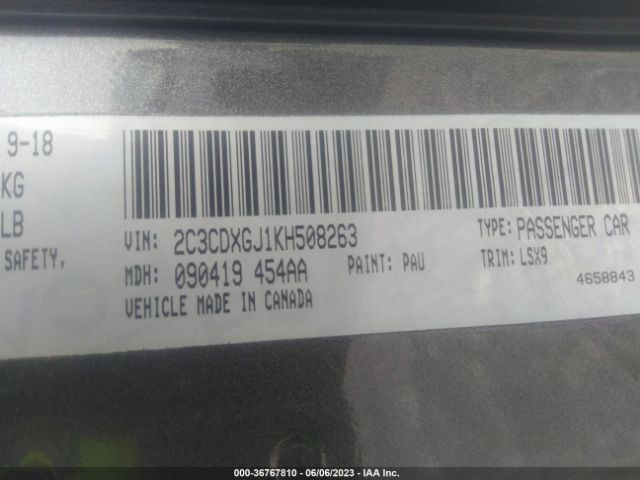 9-18
KG
LB
SAFETY,
VIN: 2C3CDXGJ1KH508263
TYPE: PASSENGER CAR
MDH: 090419 454AA
PAINT: PAU
TRIM: LSX9
VEHICLE MADE IN CANADA
4658843
000-36767810 / 06/06/2023 - IAA Inc.